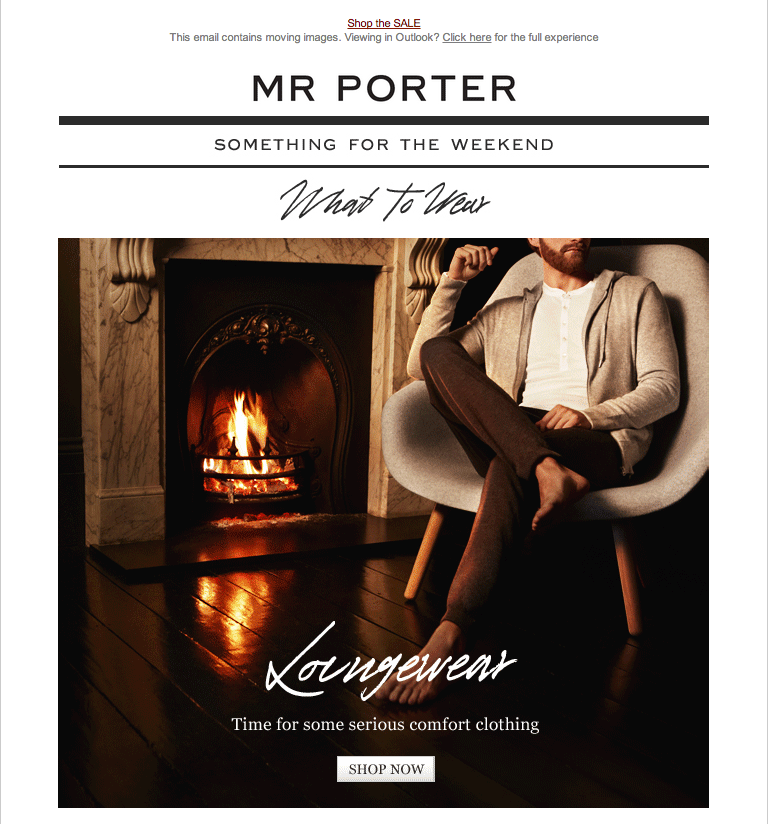 Shop the SALE
This email contains moving images. Viewing in Outlook? Click here for the full experience
MR PORTER
SOMETHING FOR THE WEEKEND
What To Wear
Loungewear
Time for some serious comfort clothing
SHOP NOW